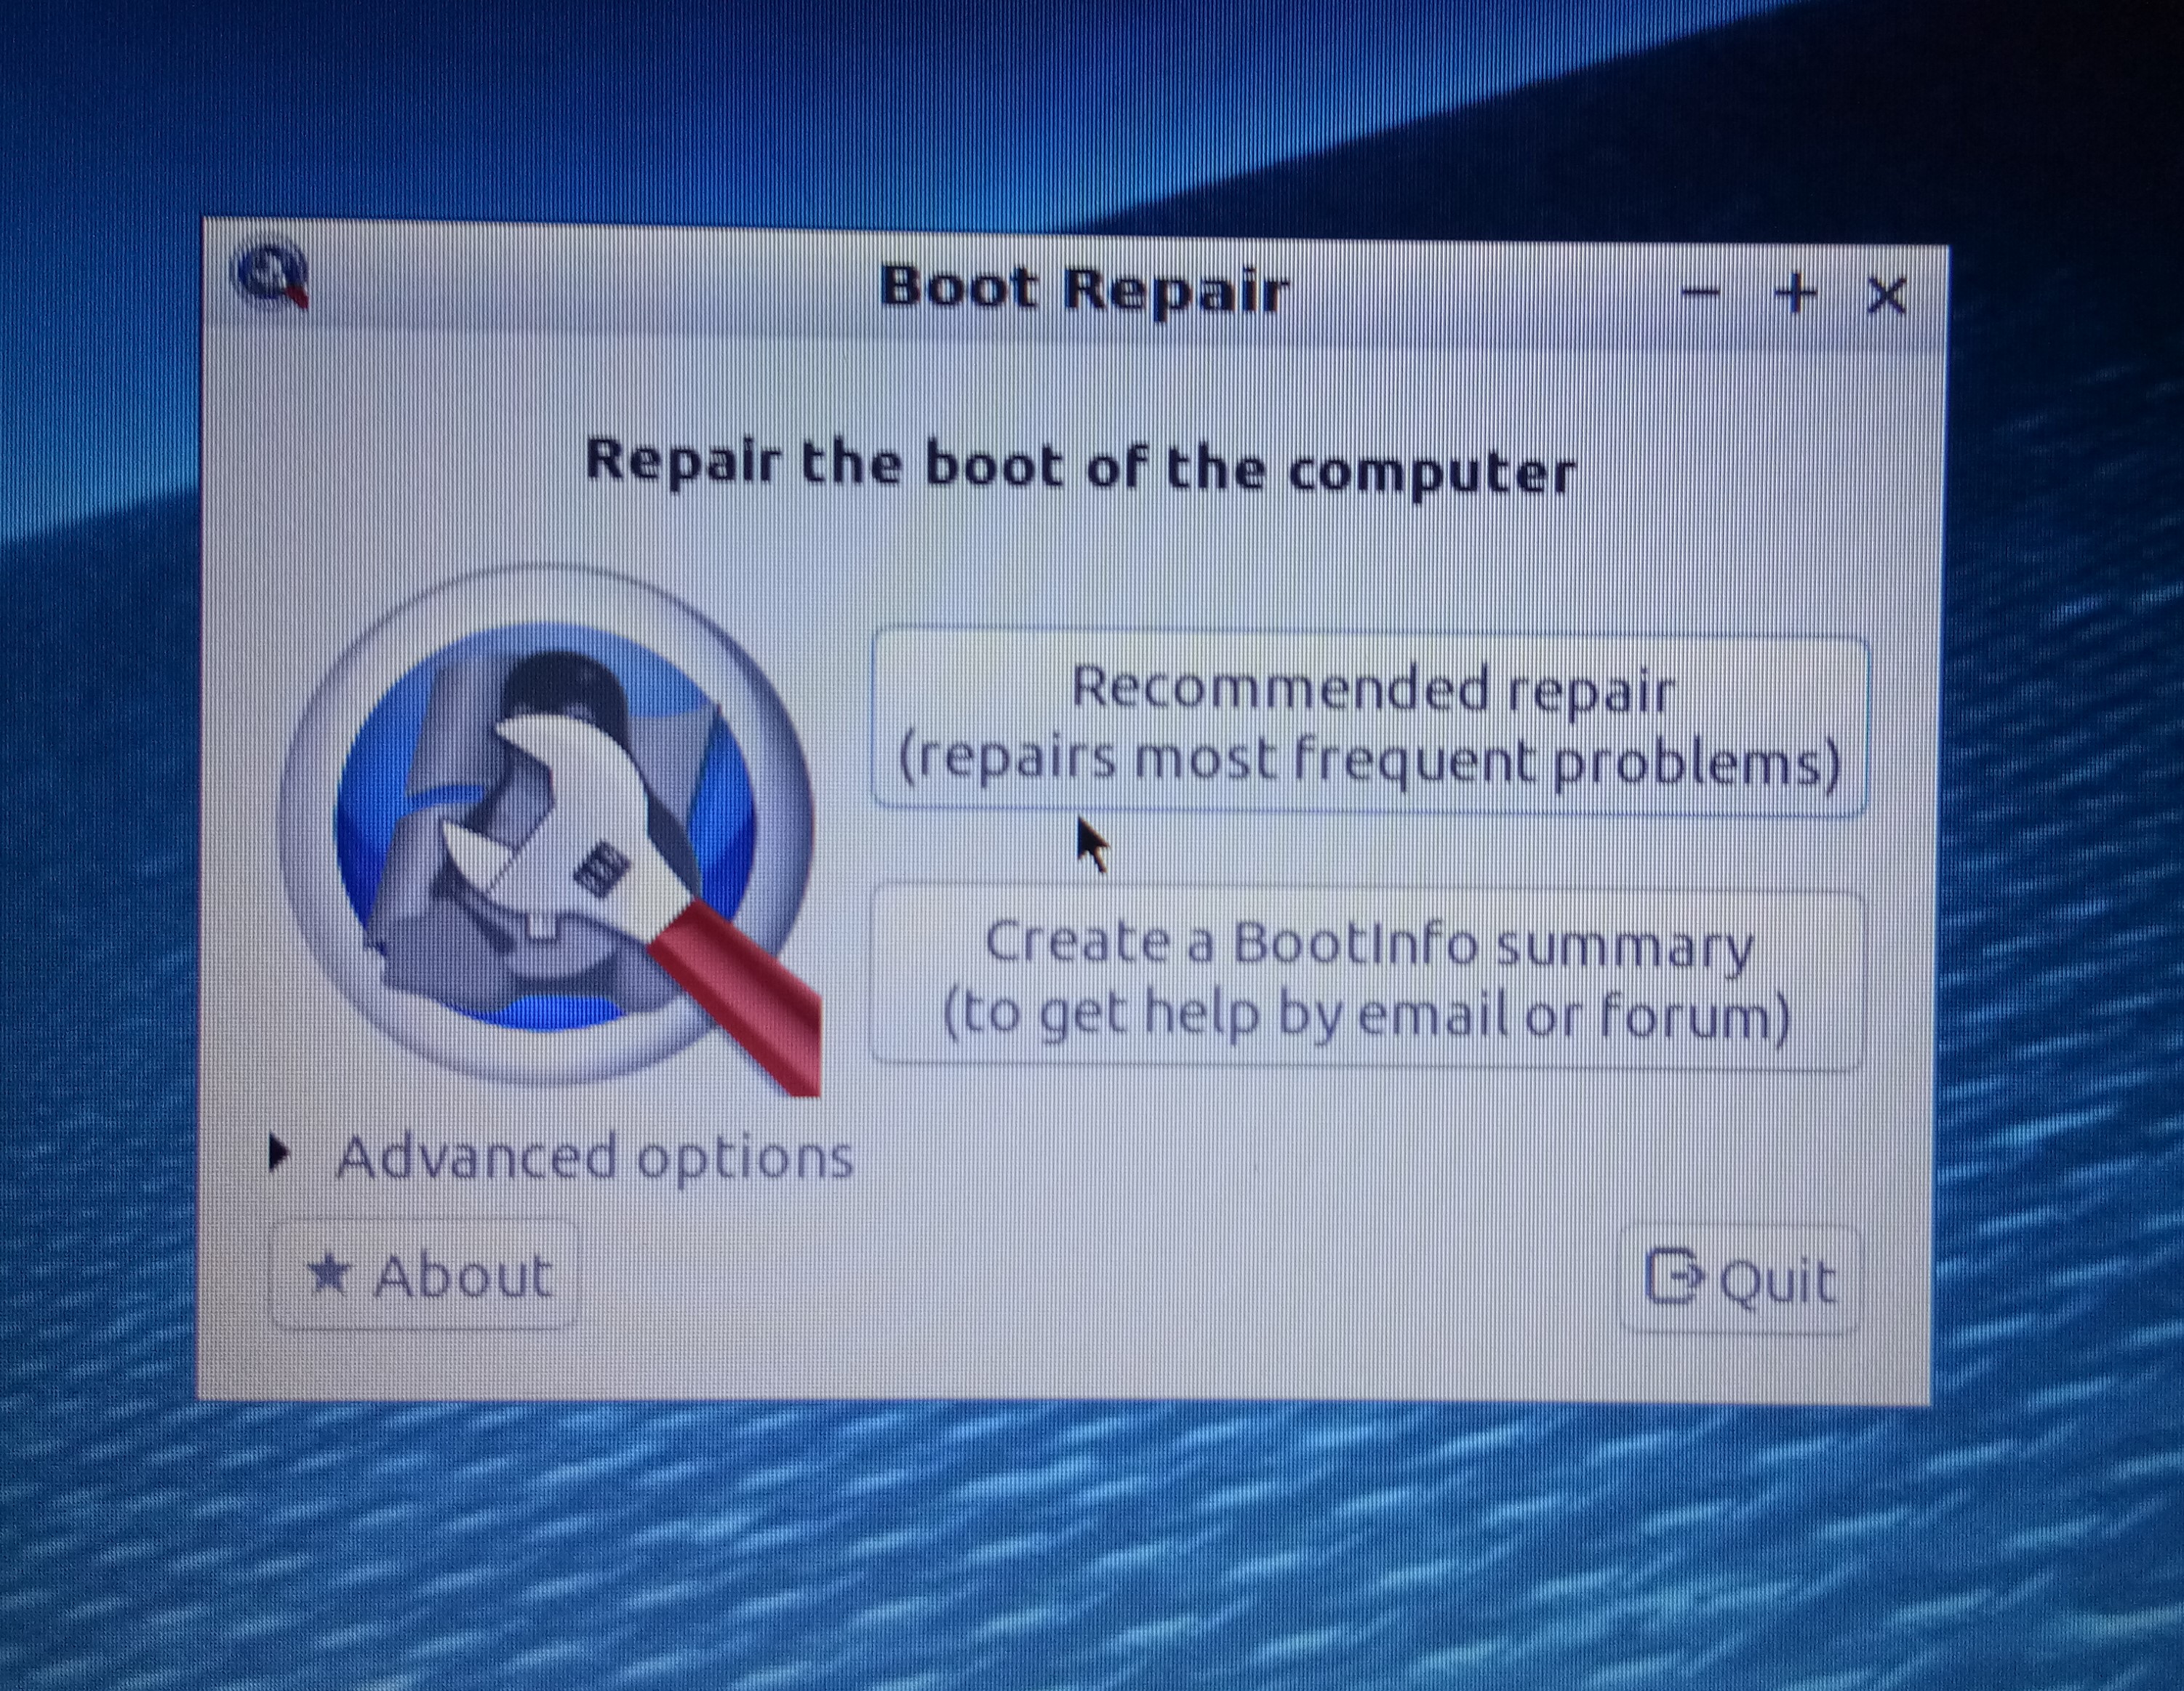 Boot Repair
Repair the boot of the computer
Recommended repair
(repairs most frequent problems)
Create a BootInfo summary
(to get help by email or forum)
Advanced options
About
Quit